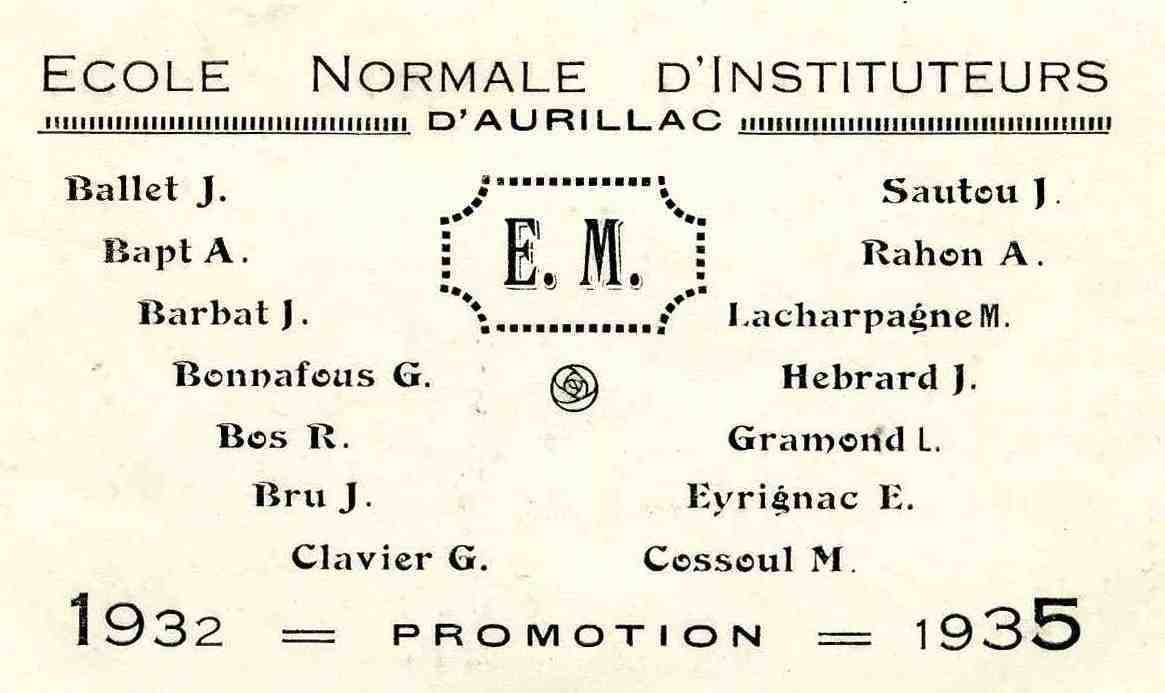 ECOLE NORMALE D'INSTITUTEURS
D'AURILLAC
E. M.
Ballet J.
Bapt A.
Barbat J.
Bonnafous G.
Bos R.
Bru J.
Clavier G.
Sautou J.
Rahon A.
Lacharpagne M.
Hebrard J.
Gramond L.
Eyrignac E.
Cossoul M.
1932 = PROMOTION = 1935